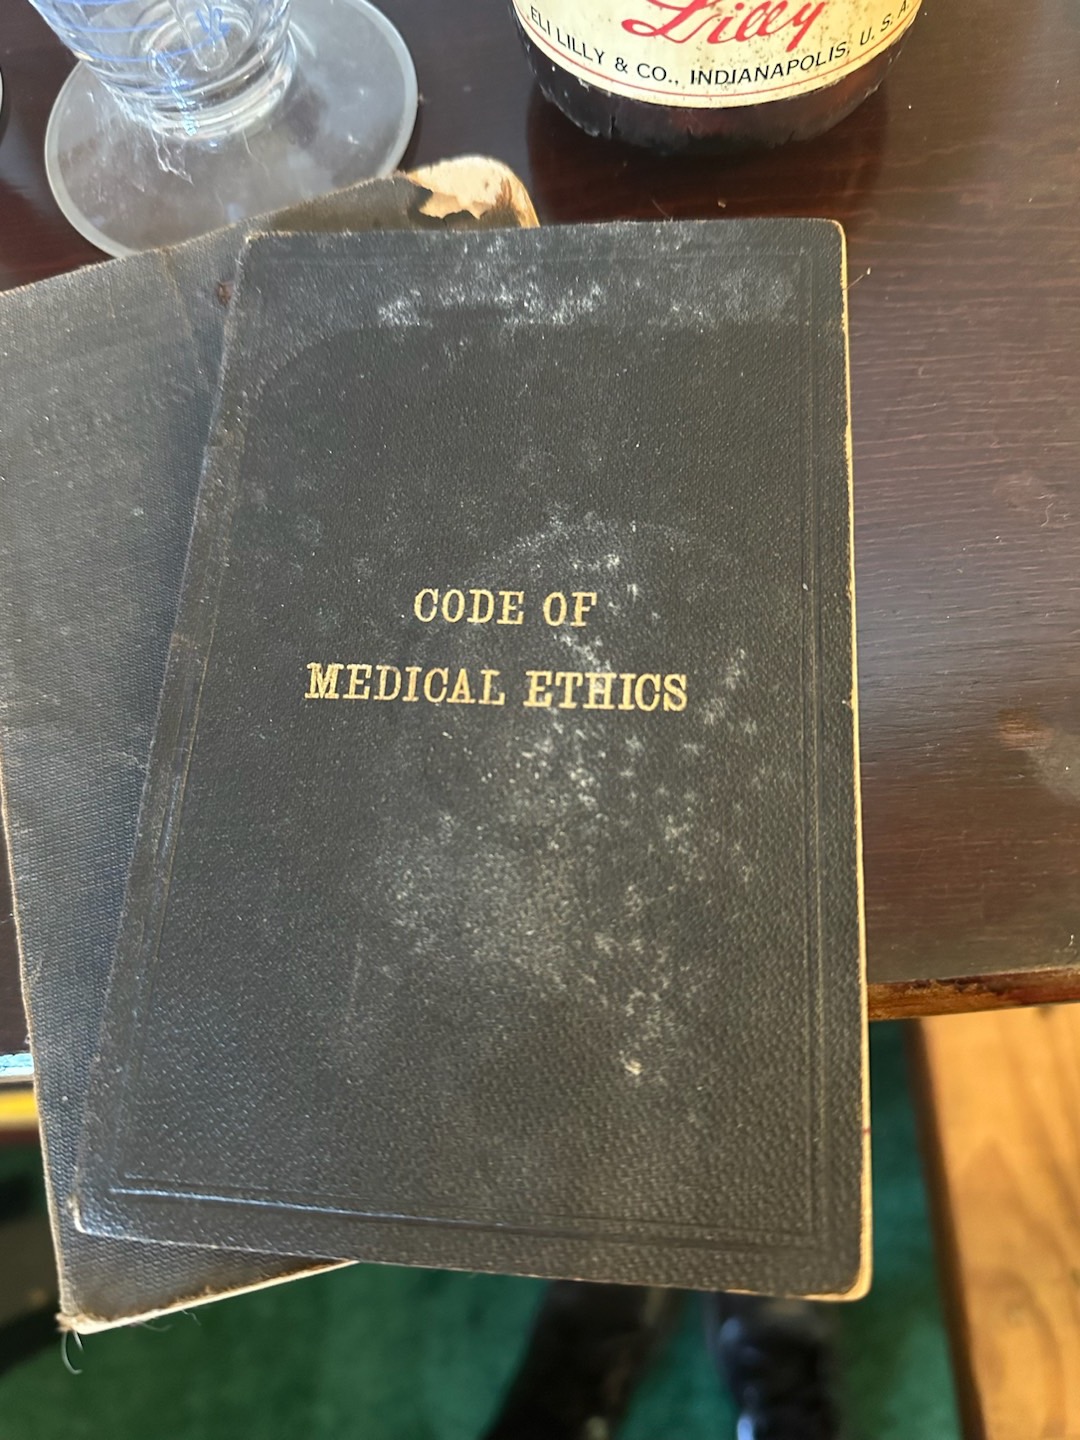 Lilly
ELI LILLY & CO., INDIANAPOLIS, U. S. A.
CODE OF
MEDICAL ETHICS